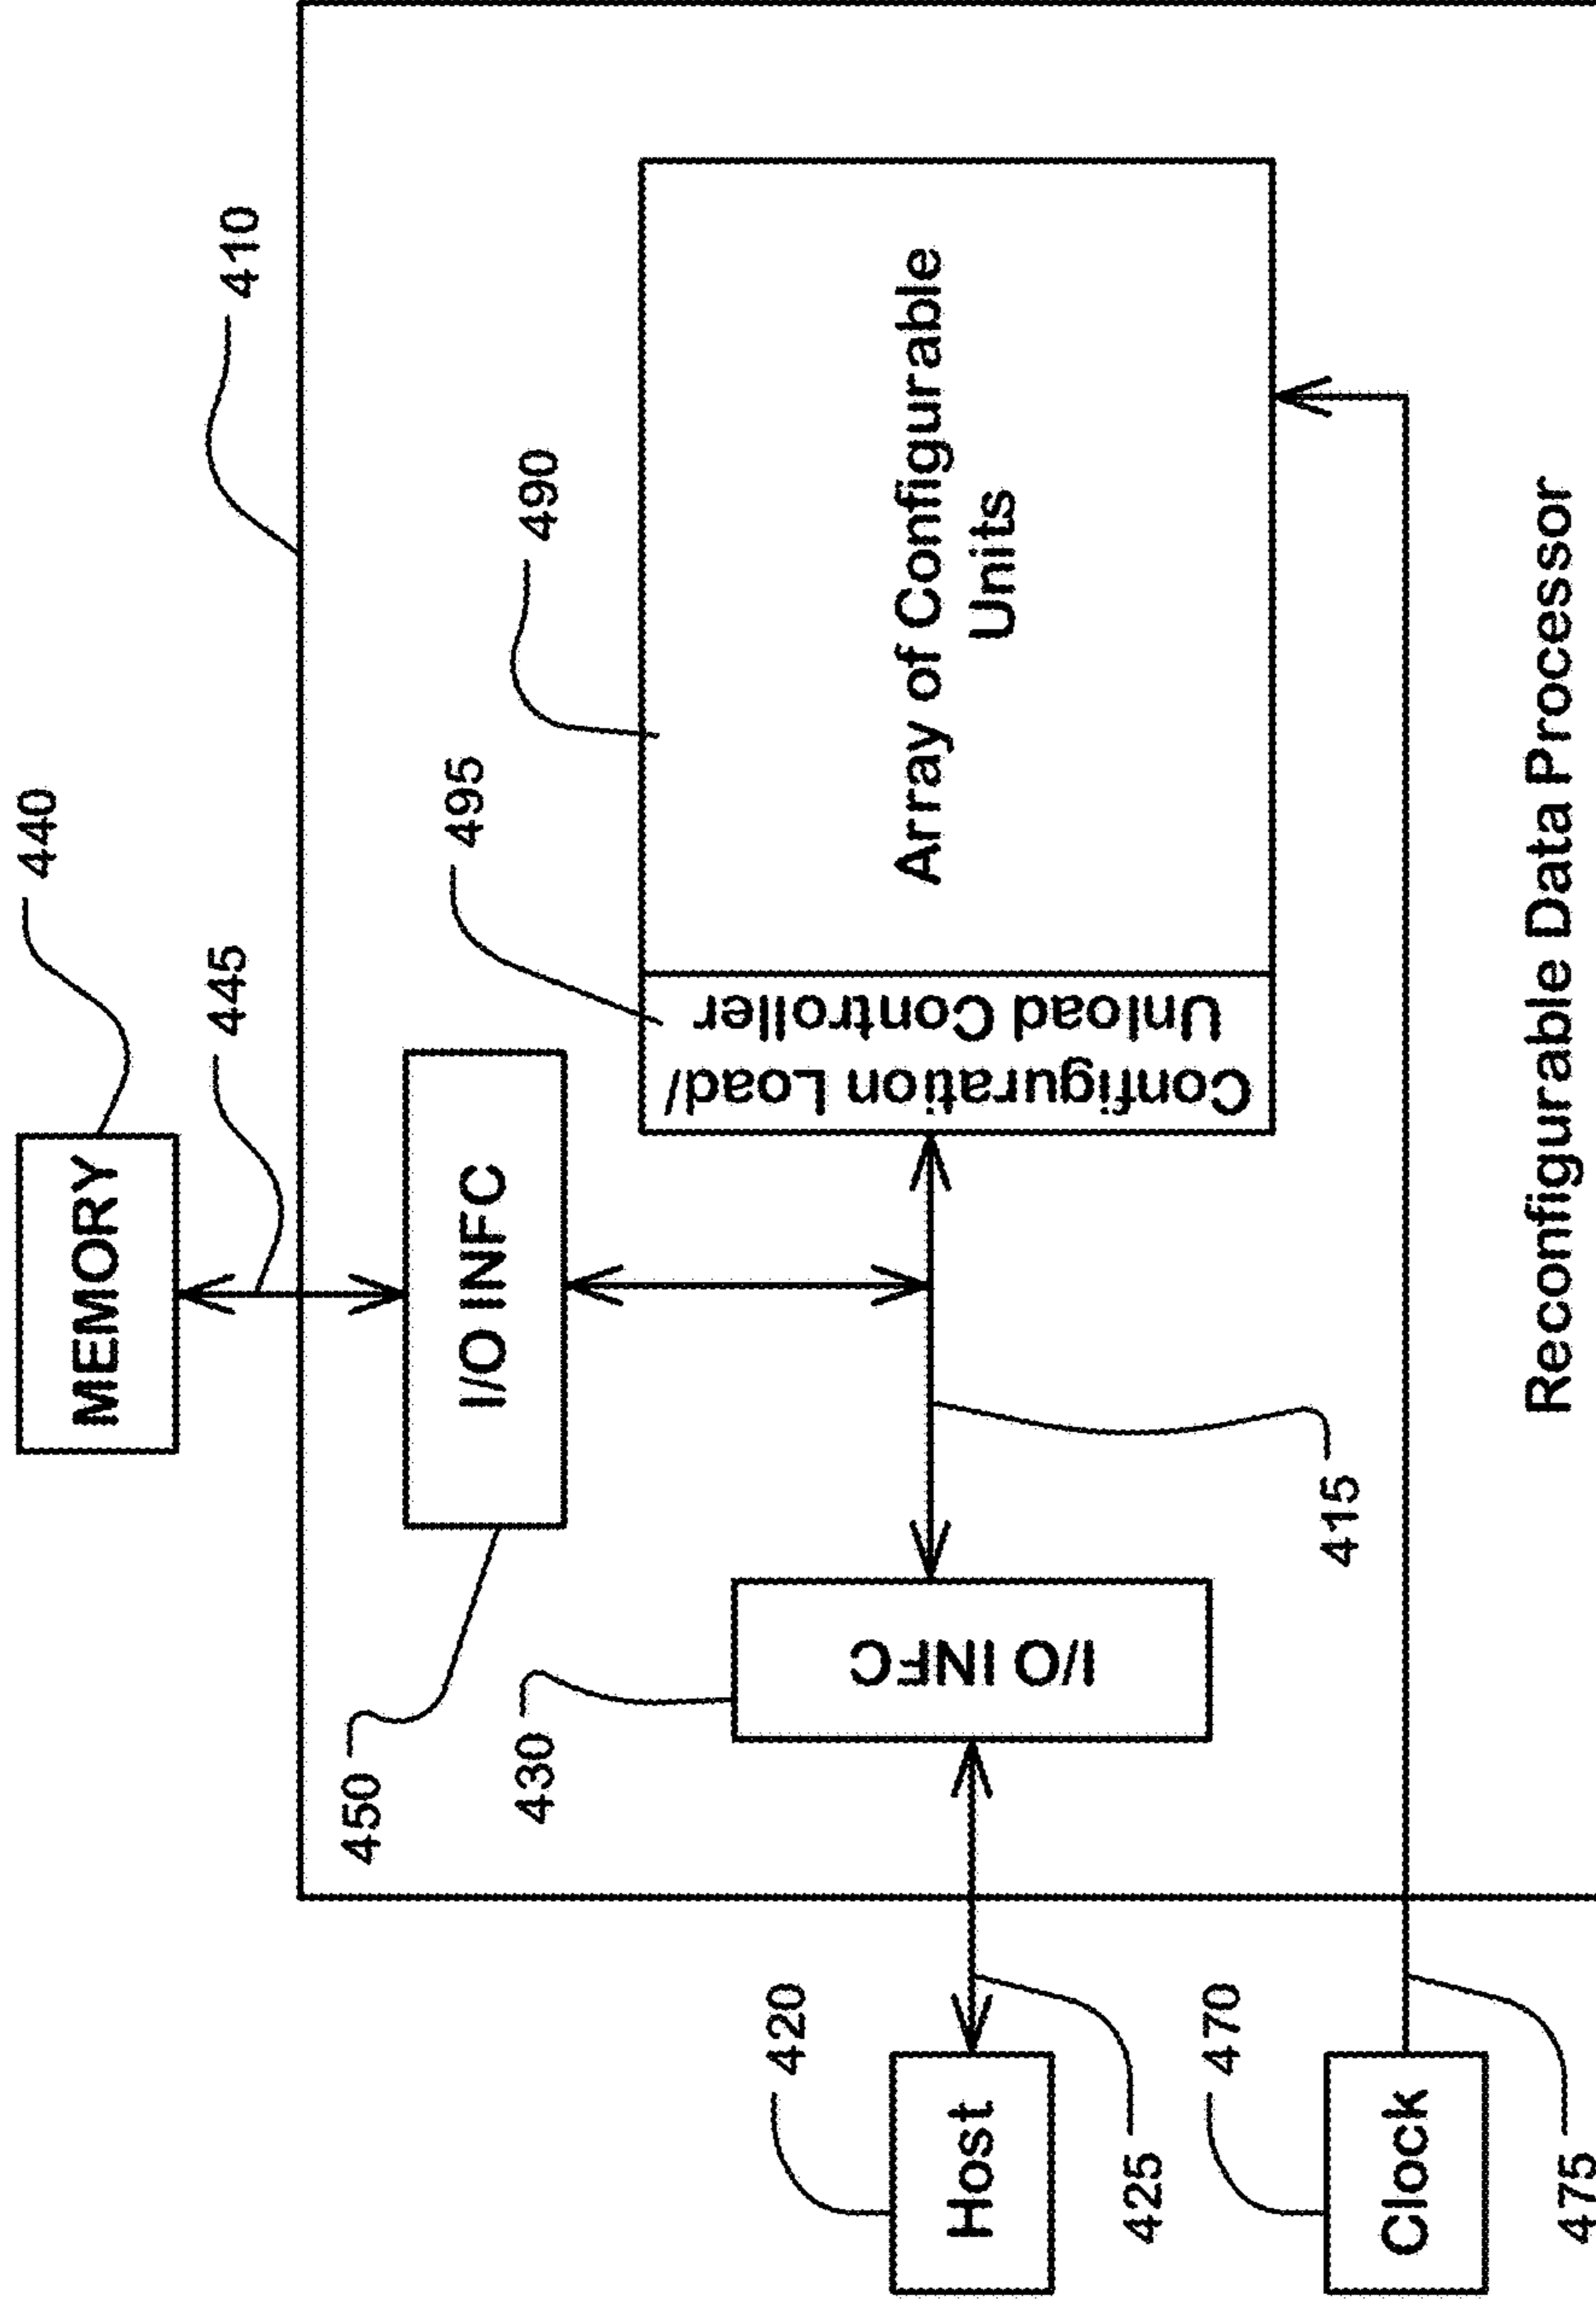 MEMORY
440
445
410
I/O INFC
450
495
490
430
I/O INFC
Configuration Load/
Unload Controller
Array of Configurable
Units
420
Host
425
415
470
Clock
475
Reconfigurable Data Processor